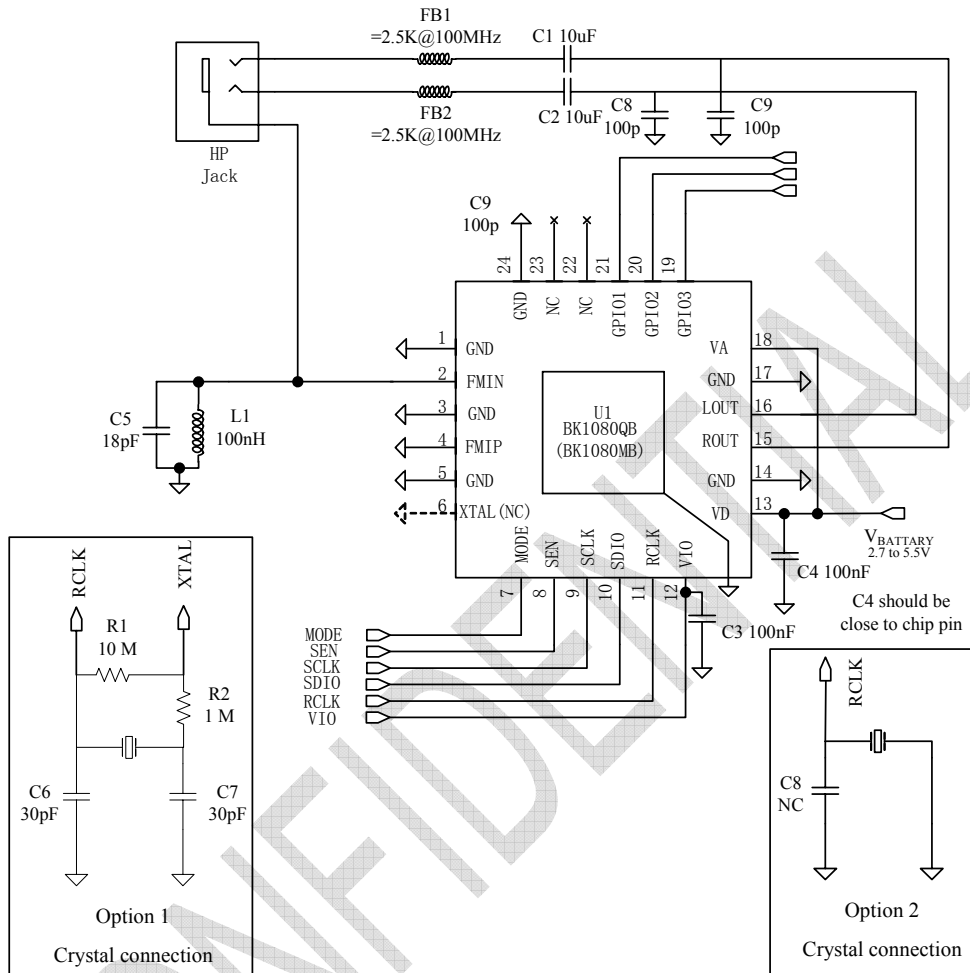 FB1
=2.5K@100MHz
C1 10uF
FB2
=2.5K@100MHz
C2 10uF
C8
100p
C9
100p
HP
Jack
C9
100p
24
23
22
21
20
19
GND
NC
NC
GPIO1
GPIO2
GPIO3
1
GND
2
FMIN
3
GND
4
FMIP
5
GND
6
XTAL(NC)
VA
18
GND
17
LOUT
16
ROUT
15
GND
14
VD
13
U1
BK1080QB
(BK1080MB)
C5
18pF
L1
100nH
MODE
SEN
SCLK
SDIO
RCLK
VIO
7
8
9
10
11
12
VBATTARY
2.7 to 5.5V
C4 100nF
C4 should be
close to chip pin
C3 100nF
MODE
SEN
SCLK
SDIO
RCLK
VIO
RCLK
XTAL
R1
10 M
R2
1 M
C6
30pF
C7
30pF
Option 1
Crystal connection
RCLK
C8
NC
Option 2
Crystal connection
CONFIDENTIAL